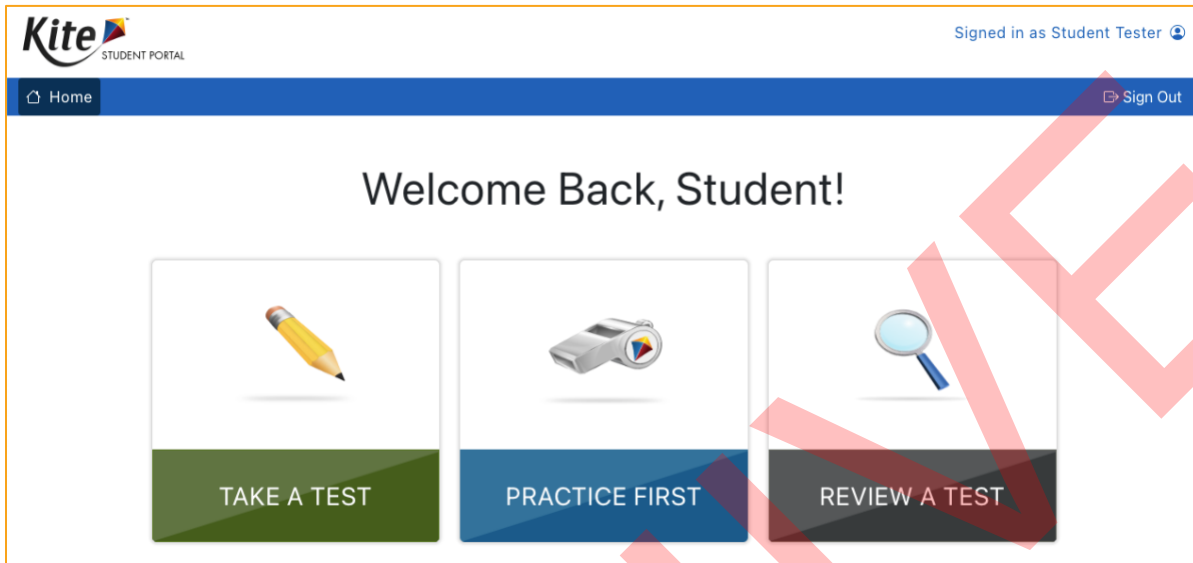 Kite
STUDENT PORTAL
Signed in as Student Tester
Home
Sign Out
Welcome Back, Student!
TAKE A TEST
PRACTICE FIRST
REVIEW A TEST